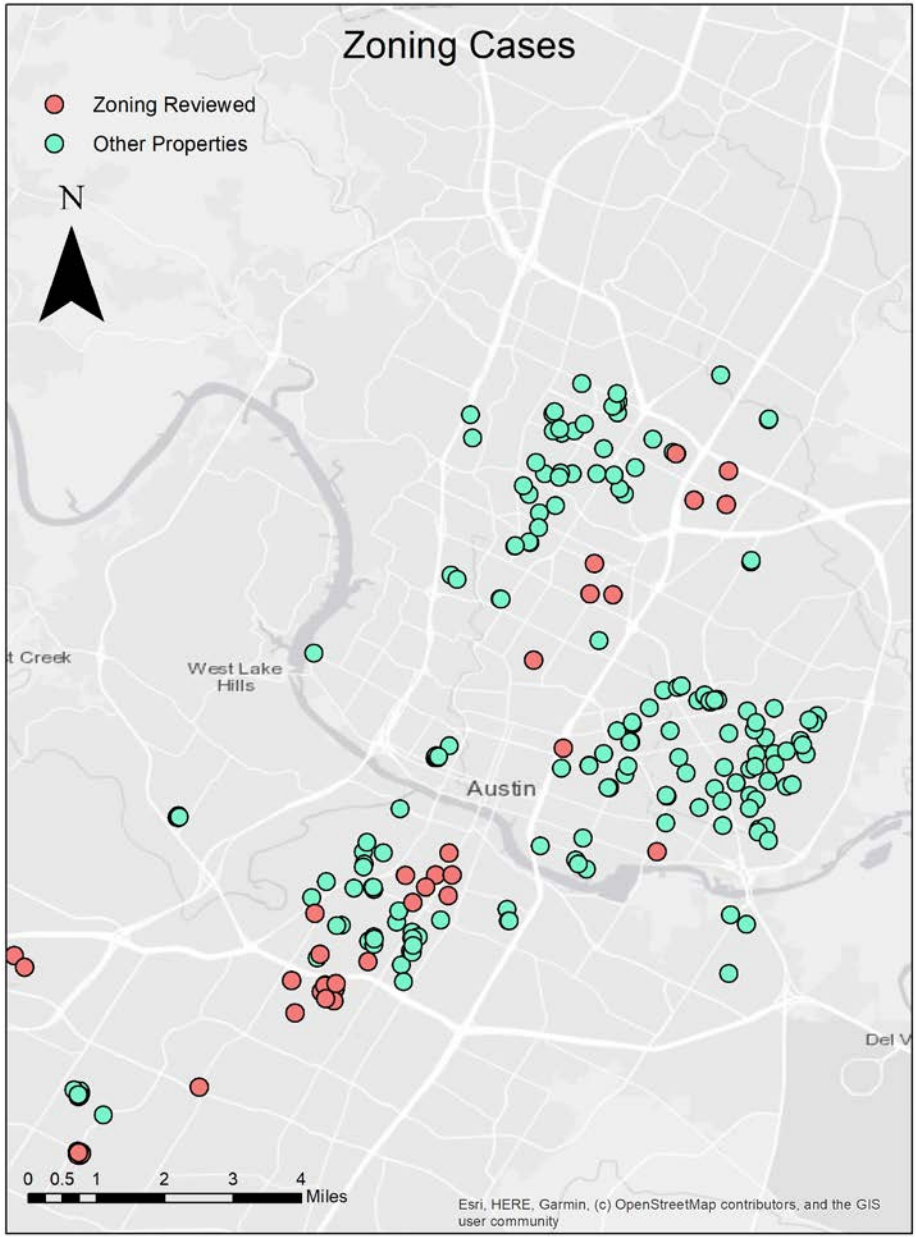 Zoning Cases
Zoning Reviewed
Other Properties
N
t Creek
West Lake
Hills
Austin
Del V
0 0.5 1 2 3 4
Miles
Esri, HERE, Garmin, (c) OpenStreetMap contributors, and the GIS
user community